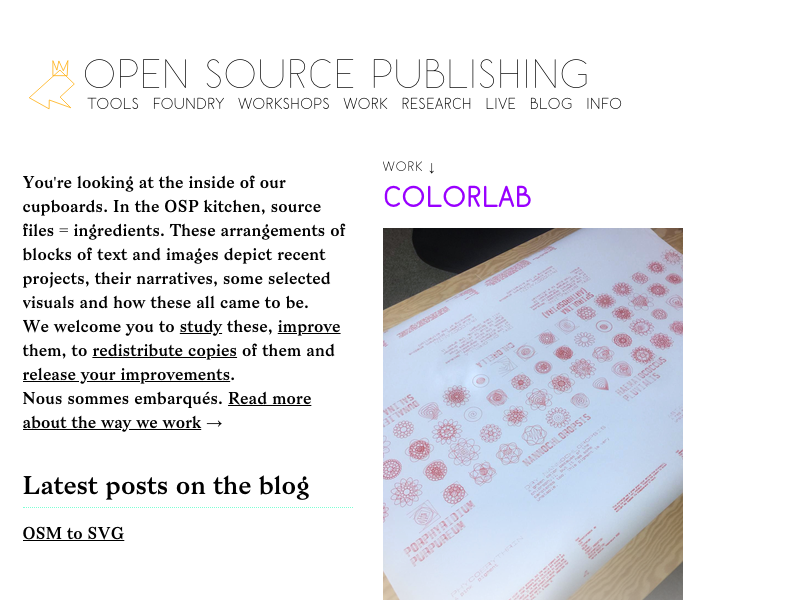 OPEN SOURCE PUBLISHING
TOOLS FOUNDRY WORKSHOPS WORK RESEARCH LIVE BLOG INFO
You're looking at the inside of our
cupboards. In the OSP kitchen, source
files = ingredients. These arrangements of
blocks of text and images depict recent
projects, their narratives, some selected
visuals and how these all came to be.
We welcome you to study these, improve
them, to redistribute copies of them and
release your improvements.
Nous sommes embarqués. Read more
about the way we work →
Latest posts on the blog
OSM to SVG
WORK ↓
COLORLAB
NANNOCHLOROPSIS
PORPHYRIDIUM
PURPUREUM